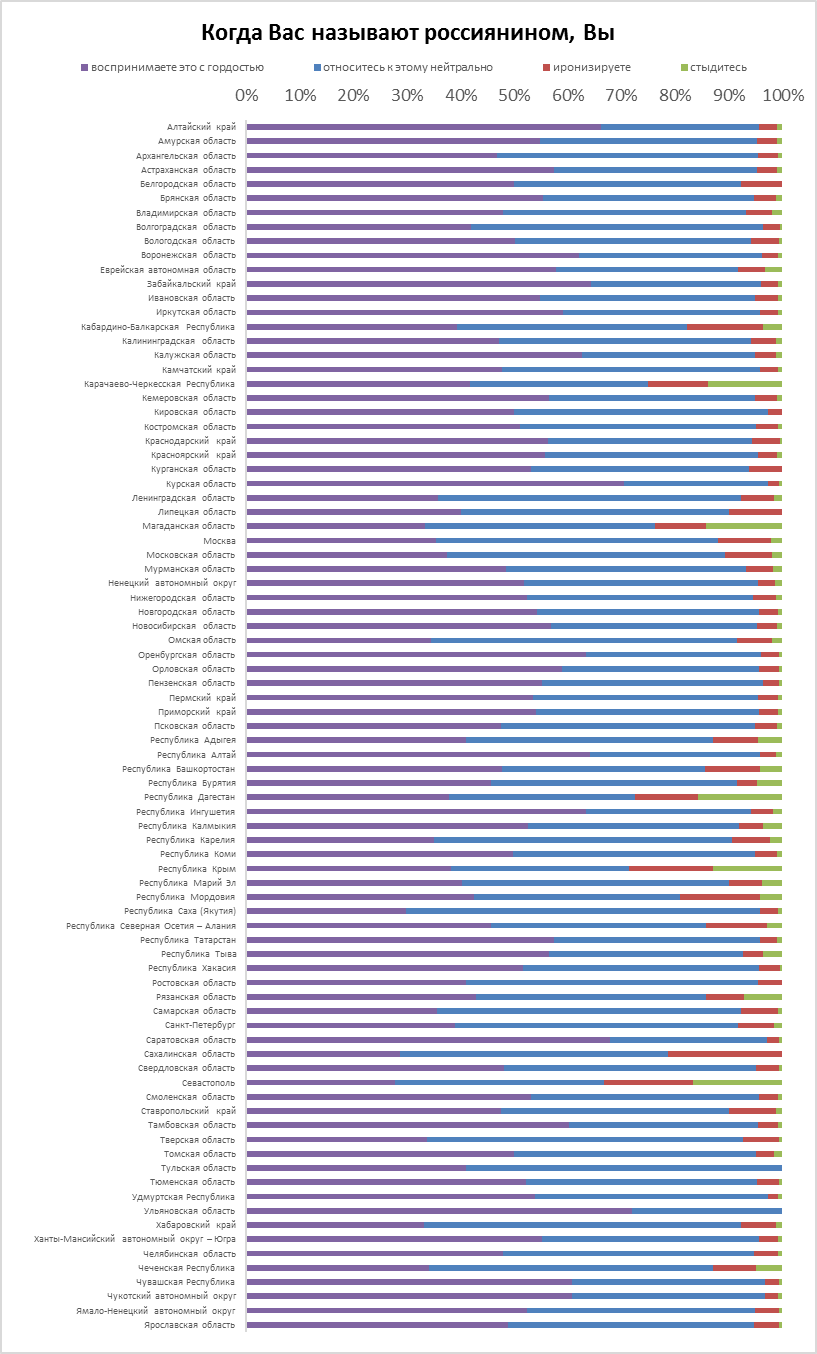 Когда Вас называют россиянином, Вы
воспринимаете это с гордостью относитесь к этому нейтрально иронизируете стыдитесь
0% 10% 20% 30% 40% 50% 60% 70% 80% 90% 100%
Алтайский край
Амурская область
Архангельская область
Астраханская область
Белгородская область
Брянская область
Владимирская область
Волгоградская область
Вологодская область
Воронежская область
Еврейская автономная область
Забайкальский край
Ивановская область
Иркутская область
Кабардино-Балкарская Республика
Калининградская область
Калужская область
Камчатский край
Карачаево-Черкесская Республика
Кемеровская область
Кировская область
Костромская область
Краснодарский край
Красноярский край
Курганская область
Курская область
Ленинградская область
Липецкая область
Магаданская область
Москва
Московская область
Мурманская область
Ненецкий автономный округ
Нижегородская область
Новгородская область
Новосибирская область
Омская область
Оренбургская область
Орловская область
Пензенская область
Пермский край
Приморский край
Псковская область
Республика Адыгея
Республика Алтай
Республика Башкортостан
Республика Бурятия
Республика Дагестан
Республика Ингушетия
Республика Калмыкия
Республика Карелия
Республика Коми
Республика Крым
Республика Марий Эл
Республика Мордовия
Республика Саха (Якутия)
Республика Северная Осетия – Алания
Республика Татарстан
Республика Тыва
Республика Хакасия
Ростовская область
Рязанская область
Самарская область
Санкт-Петербург
Саратовская область
Сахалинская область
Свердловская область
Севастополь
Смоленская область
Ставропольский край
Тамбовская область
Тверская область
Томская область
Тульская область
Тюменская область
Удмуртская Республика
Ульяновская область
Хабаровский край
Ханты-Мансийский автономный округ – Югра
Челябинская область
Чеченская Республика
Чувашская Республика
Чукотский автономный округ
Ямало-Ненецкий автономный округ
Ярославская область